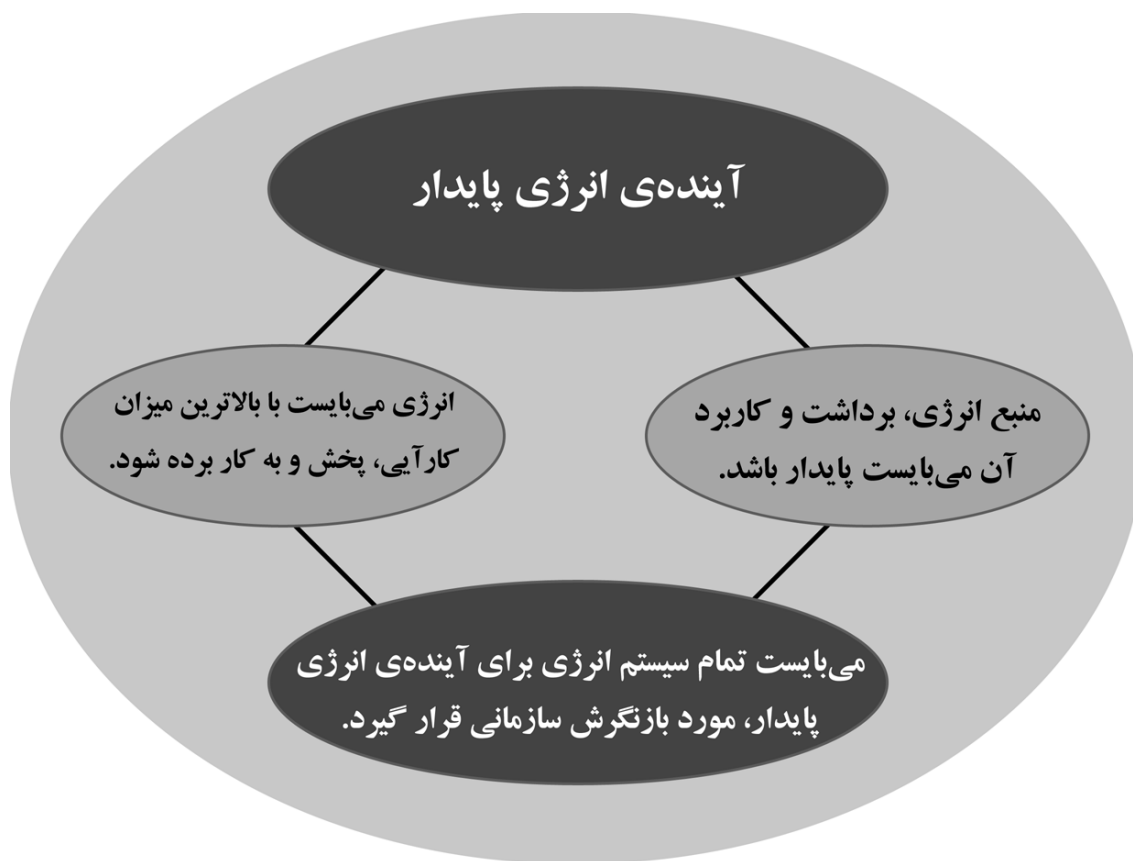 آینده‌ی انرژی پایدار
منبع انرژی، برداشت و کاربرد
آن می‌بایست پایدار باشد.
انرژی می‌بایست با بالاترین میزان
کارآیی، پخش و به کار برده شود.
می‌بایست تمام سیستم انرژی برای آینده‌ی انرژی
پایدار، مورد بازنگرش سازمانی قرار گیرد.